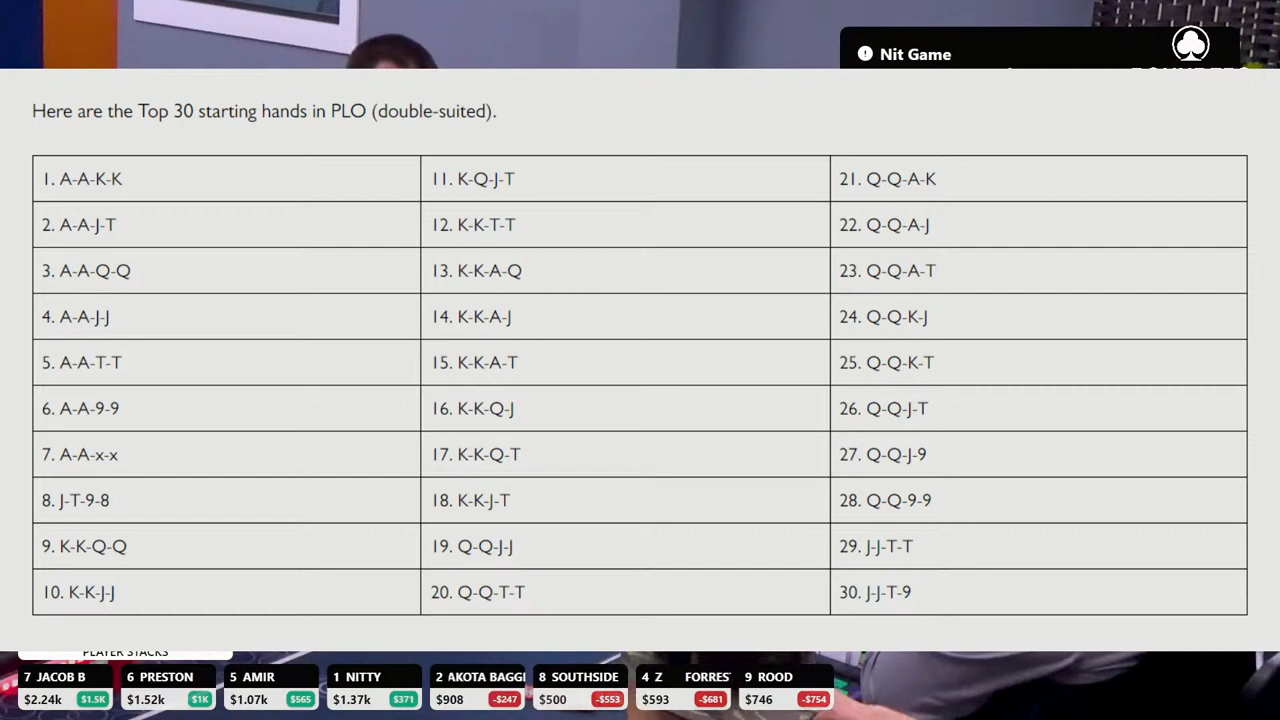 Nit Game
Here are the Top 30 starting hands in PLO (double-suited).
1. A-A-K-K
11. K-Q-J-T
21. Q-Q-A-K
2. A-A-J-T
12. K-K-T-T
22. Q-Q-A-J
3. A-A-Q-Q
13. K-K-A-Q
23. Q-Q-A-T
4. A-A-J-J
14. K-K-A-J
24. Q-Q-K-J
5. A-A-T-T
15. K-K-A-T
25. Q-Q-K-T
6. A-A-9-9
16. K-K-Q-J
26. Q-Q-J-T
7. A-A-x-x
17. K-K-Q-T
27. Q-Q-J-9
8. J-T-9-8
18. K-K-J-T
28. Q-Q-9-9
9. K-K-Q-Q
19. Q-Q-J-J
29. J-J-T-T
10. K-K-J-J
20. Q-Q-T-T
30. J-J-T-9
PLAYER STACKS
7 JACOB B
$2.24k $1.5K
6 PRESTON
$1.52k $1K
5 AMIR
$1.07k $565
1 NITTY
$1.37k $371
2 AKOTA BAGGI
$908 -$247
8 SOUTHSIDE
$500 -$553
4 Z FORRES
$593 -$681
9 ROOD
$746 -$754